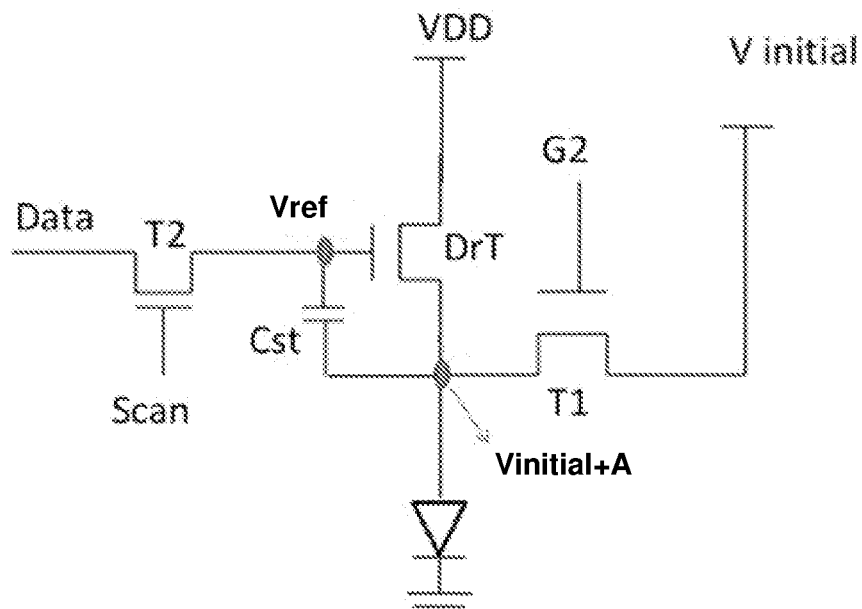 VDD
V initial
G2
Vref
Data
T2
DrT
Cst
T1
Scan
Vinitial+A